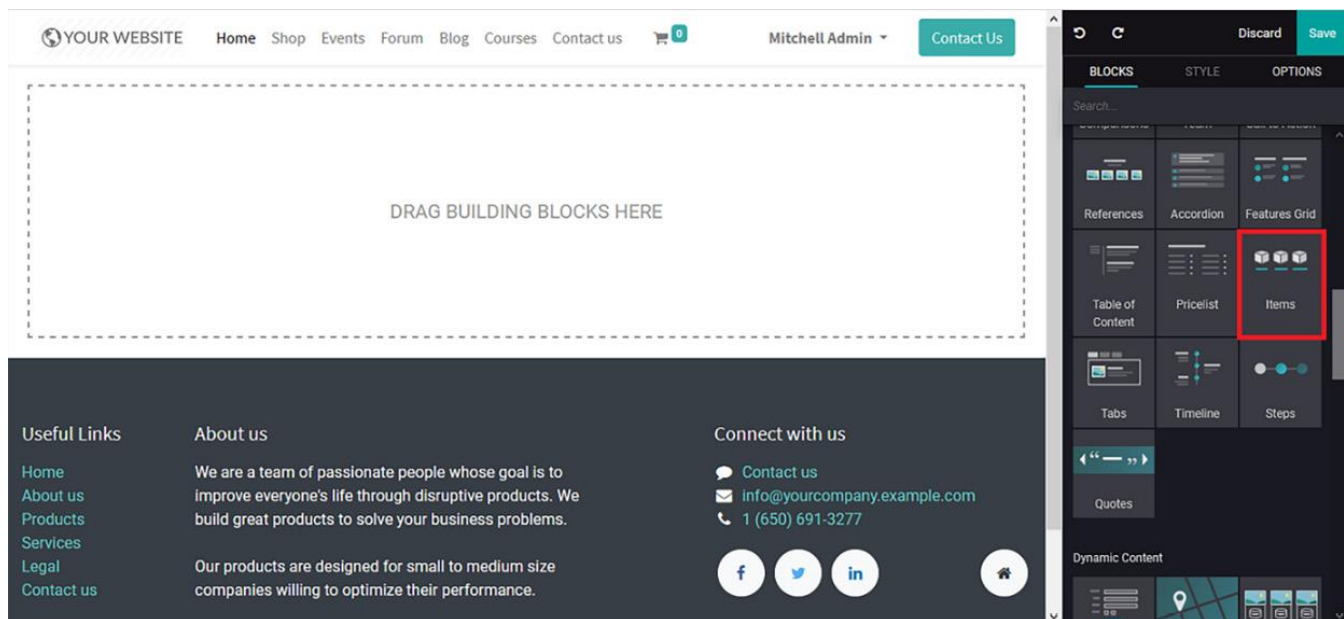 YOUR WEBSITE Home Shop Events Forum Blog Courses Contact us 0 Mitchell Admin Contact Us
DRAG BUILDING BLOCKS HERE
Useful Links
Home
About us
Products
Services
Legal
Contact us
About us
We are a team of passionate people whose goal is to
improve everyone's life through disruptive products. We
build great products to solve your business problems.
Our products are designed for small to medium size
companies willing to optimize their performance.
Connect with us
Contact us
info@yourcompany.example.com
1 (650) 691-3277
Discard Save
BLOCKS STYLE OPTIONS
Search...
References Accordion Features Grid
Table of
Content
Pricelist Items
Tabs Timeline Steps
Quotes
Dynamic Content